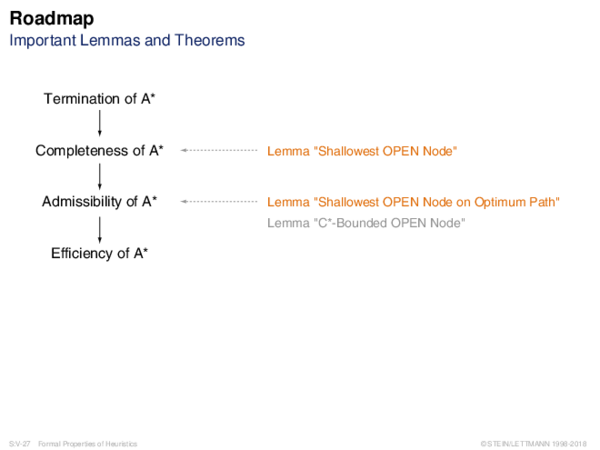 Roadmap
Important Lemmas and Theorems
Termination of A*
Completeness of A*
Lemma "Shallowest OPEN Node"
Admissibility of A*
Lemma "Shallowest OPEN Node on Optimum Path"
Lemma "C*-Bounded OPEN Node"
Efficiency of A*
S:V-27 Formal Properties of Heuristics
© STEIN/LETTMANN 1998-2018